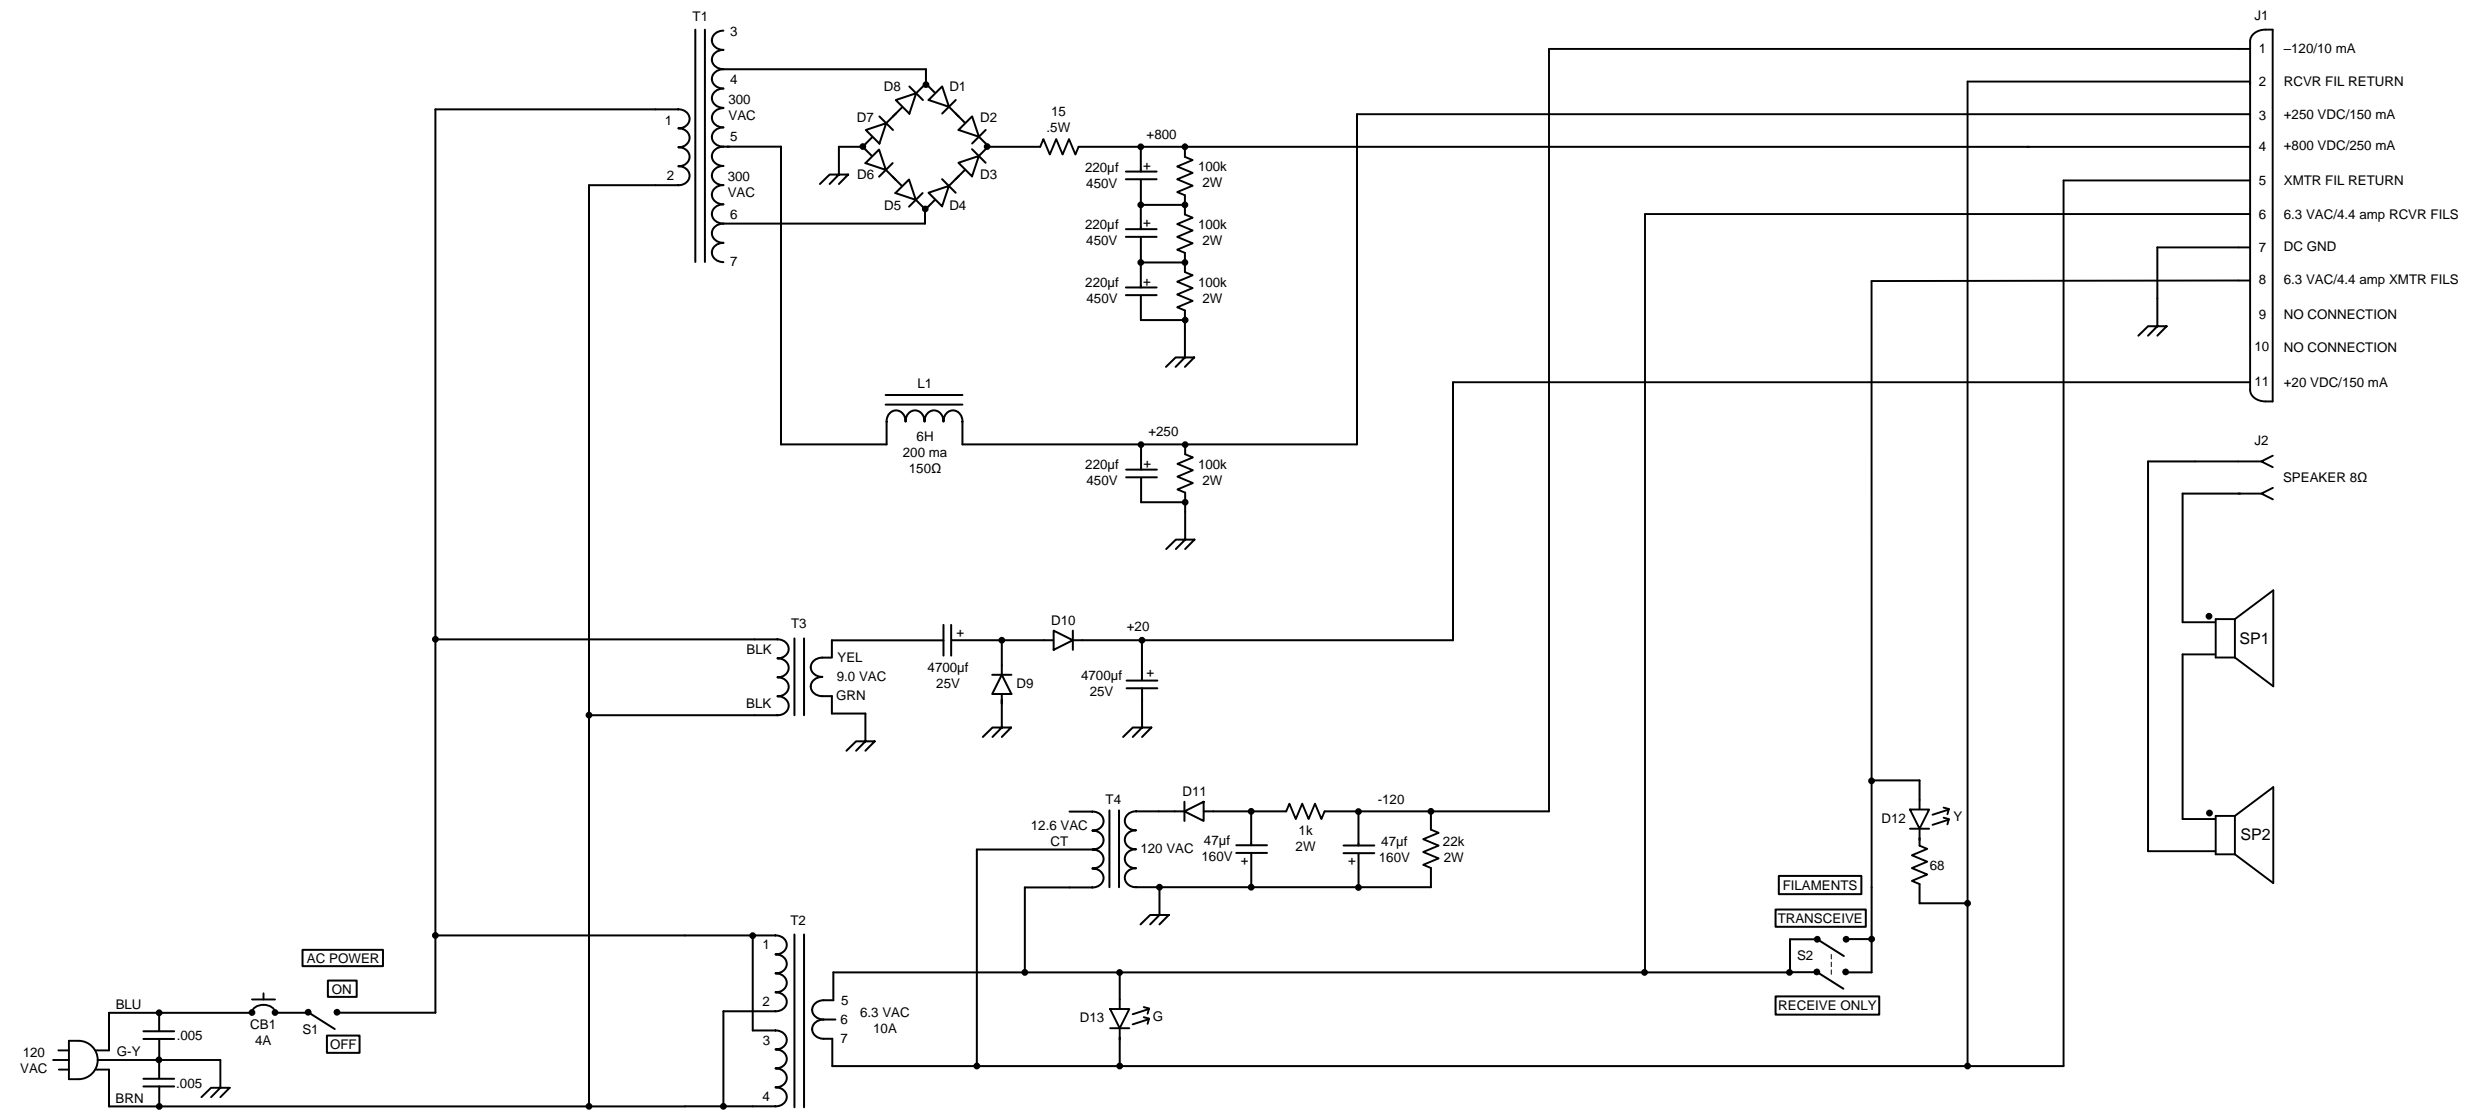 T1
3
4
300
VAC
5
300
VAC
6
7
1
2
D8
D1
D7
D2
D6
D3
D5
D4
15
.5W
+800
220µf
450V
+
100k
2W
220µf
450V
+
100k
2W
220µf
450V
+
100k
2W
L1
6H
200 ma
150Ω
+250
220µf
450V
+
100k
2W
J1
1 –120/10 mA
2 RCVR FIL RETURN
3 +250 VDC/150 mA
4 +800 VDC/250 mA
5 XMTR FIL RETURN
6 6.3 VAC/4.4 amp RCVR FILS
7 DC GND
8 6.3 VAC/4.4 amp XMTR FILS
9 NO CONNECTION
10 NO CONNECTION
11 +20 VDC/150 mA
J2
SPEAKER 8Ω
SP1
SP2
T3
BLK
BLK
YEL
9.0 VAC
GRN
+
4700µf
25V
D9
D10
+20
4700µf
25V
+
T4
12.6 VAC
CT
120 VAC
D11
47µf
160V
+
1k
2W
-120
47µf
160V
+
22k
2W
D12
Y
68
FILAMENTS
TRANSCEIVE
S2
RECEIVE ONLY
T2
1
2
3
4
5
6
7
6.3 VAC
10A
D13
G
AC POWER
ON
OFF
S1
CB1
4A
BLU
.005
G-Y
.005
BRN
120
VAC